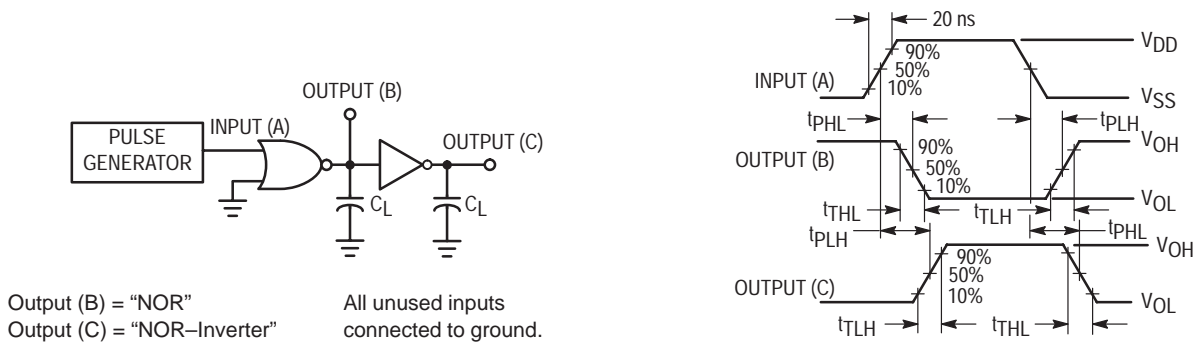 PULSE
GENERATOR
INPUT (A)
OUTPUT (B)
OUTPUT (C)
CL
CL
Output (B) = “NOR”
Output (C) = “NOR–Inverter”
All unused inputs
connected to ground.
20 ns
INPUT (A)
90%
50%
10%
VDD
VSS
tPHL
tPLH
OUTPUT (B)
90%
50%
10%
VOH
VOL
tTHL
tTLH
tPLH
tPHL
OUTPUT (C)
90%
50%
10%
VOH
VOL
tTLH
tTHL